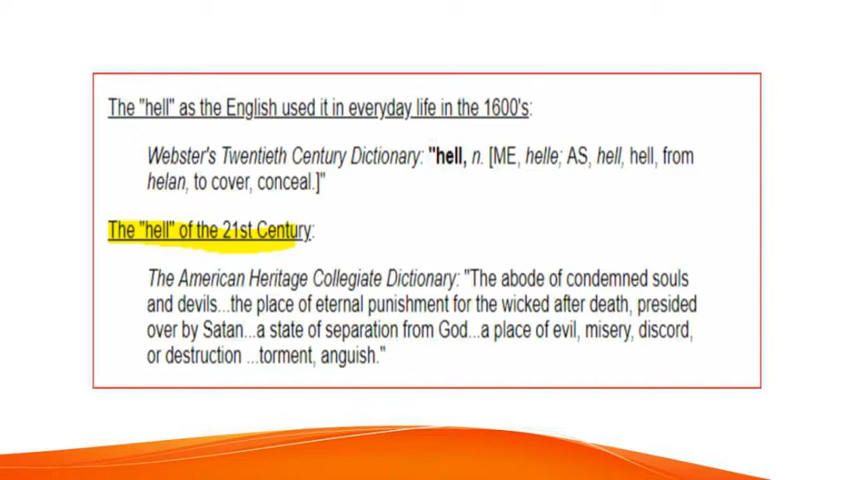 The "hell" as the English used it in everyday life in the 1600's:
Webster's Twentieth Century Dictionary: "hell, n. [ME, helle; AS, hell, hell, from
helan, to cover, conceal.]"
The "hell" of the 21st Century:
The American Heritage Collegiate Dictionary: "The abode of condemned souls
and devils...the place of eternal punishment for the wicked after death, presided
over by Satan...a state of separation from God...a place of evil, misery, discord,
or destruction ...torment, anguish."